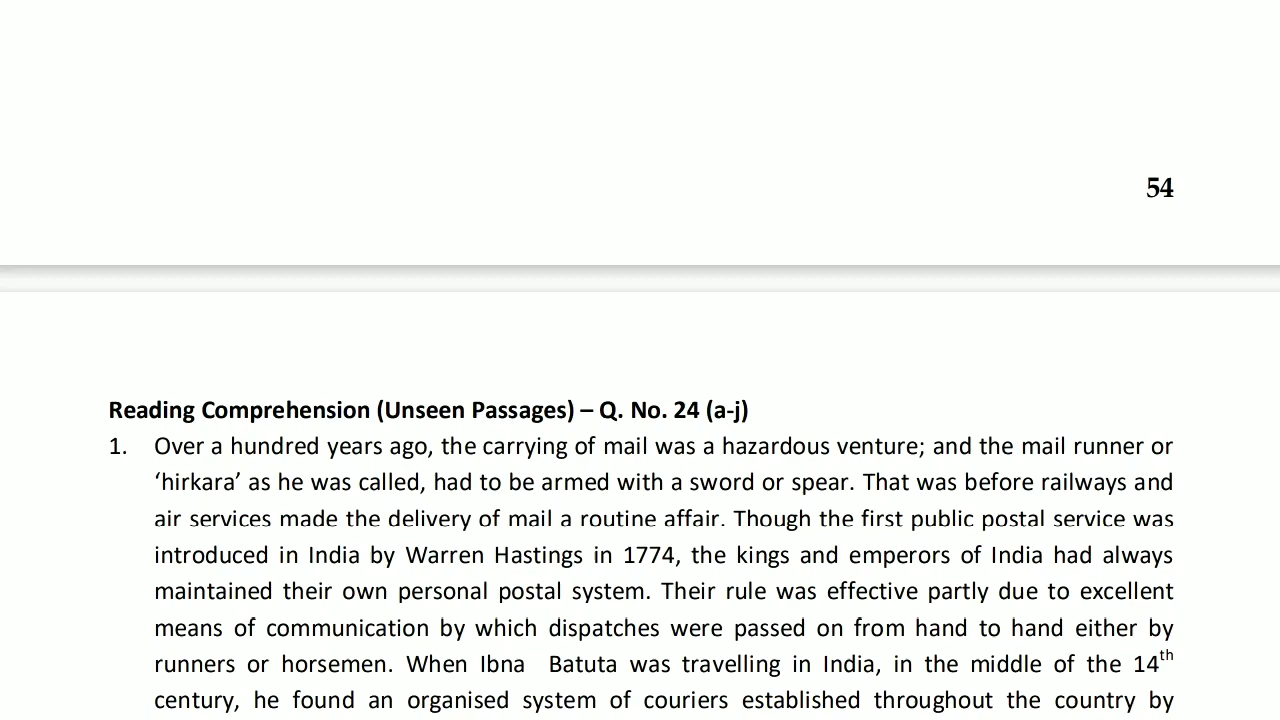 54
Reading Comprehension (Unseen Passages) – Q. No. 24 (a-j)
1. Over a hundred years ago, the carrying of mail was a hazardous venture; and the mail runner or
‘hirkara’ as he was called, had to be armed with a sword or spear. That was before railways and
air services made the delivery of mail a routine affair. Though the first public postal service was
introduced in India by Warren Hastings in 1774, the kings and emperors of India had always
maintained their own personal postal system. Their rule was effective partly due to excellent
means of communication by which dispatches were passed on from hand to hand either by
runners or horsemen. When Ibna Batuta was travelling in India, in the middle of the 14th
century, he found an organised system of couriers established throughout the country by